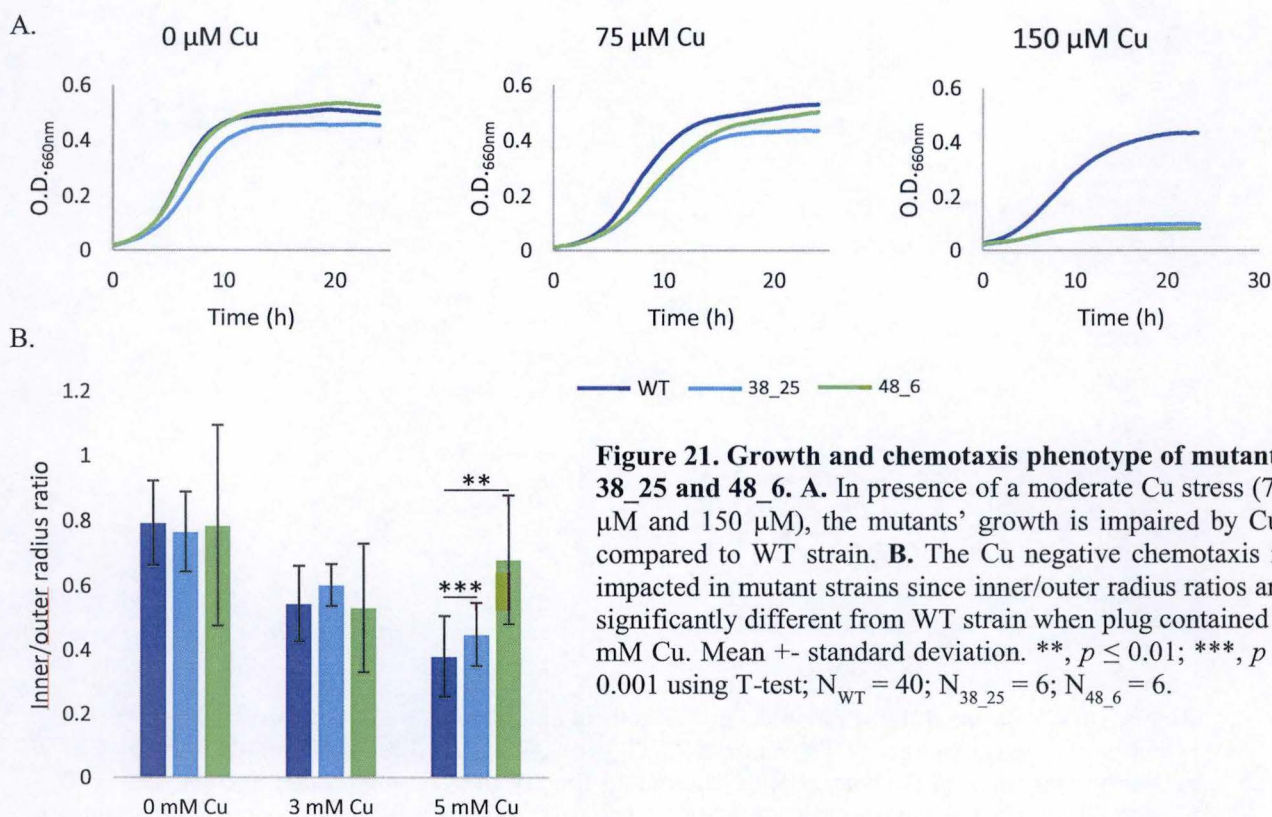 A.
0 µM Cu
75 µM Cu
150 µM Cu
O.D.660nm
0.6
0.4
0.2
0
0
10
20
Time (h)
O.D.660nm
0.6
0.4
0.2
0
0
10
20
Time (h)
O.D.660nm
0.6
0.4
0.2
0
0
10
20
30
Time (h)
B.
WT
38_25
48_6
Inner/outer radius ratio
1.2
1
0.8
0.6
0.4
0.2
0
**
***
0 mM Cu
3 mM Cu
5 mM Cu
Figure 21. Growth and chemotaxis phenotype of mutant
38_25 and 48_6. A. In presence of a moderate Cu stress (7
µM and 150 µM), the mutants' growth is impaired by Cu
compared to WT strain. B. The Cu negative chemotaxis
impacted in mutant strains since inner/outer radius ratios ar
significantly different from WT strain when plug contained
mM Cu. Mean +- standard deviation. **, p ≤ 0.01; ***, p
0.001 using T-test; NWT = 40; N38_25 = 6; N48_6 = 6.